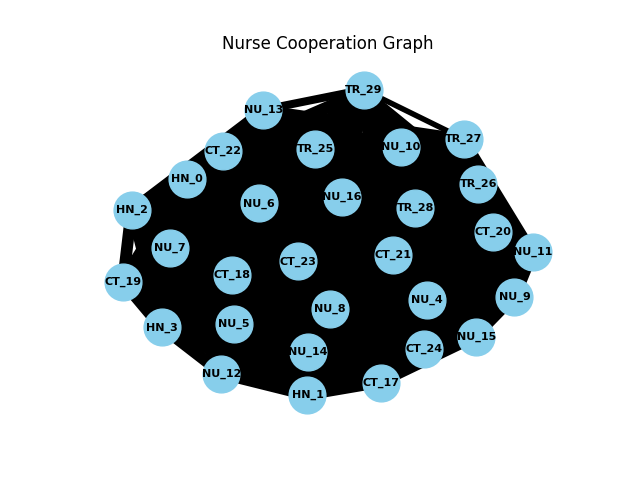 Nurse Cooperation Graph
TR_29
NU_13
TR_27
NU_10
TR_25
CT_22
HN_0
TR_26
NU_16
NU_6
TR_28
HN_2
CT_20
NU_7
NU_11
CT_21
CT_23
CT_18
CT_19
NU_9
NU_4
NU_8
NU_5
HN_3
NU_15
CT_24
NU_14
NU_12
CT_17
HN_1